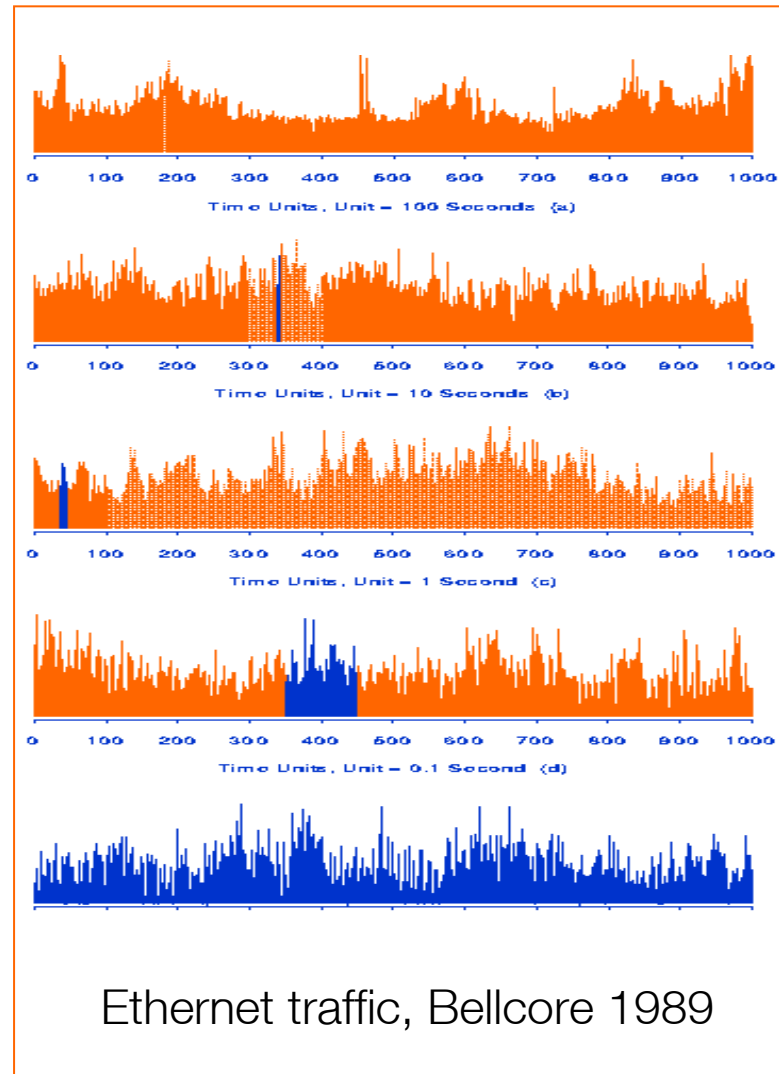 0 100 200 300 400 500 600 700 800 900 1000
Time Units, Unit = 100 Seconds (a)
0 100 200 300 400 500 600 700 800 900 1000
Time Units, Unit = 10 Seconds (b)
0 100 200 300 400 500 600 700 800 900 1000
Time Units, Unit = 1 Second (c)
0 100 200 300 400 500 600 700 800 900 1000
Time Units, Unit = 0.1 Second (d)
Ethernet traffic, Bellcore 1989